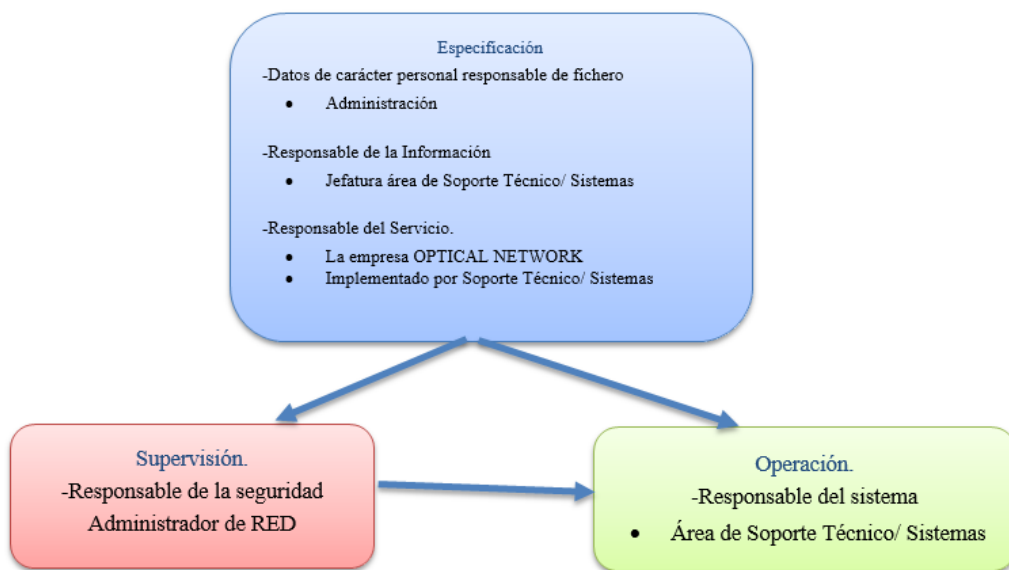 Especificación
-Datos de carácter personal responsable de fichero
• Administración
-Responsable de la Información
• Jefatura área de Soporte Técnico/ Sistemas
-Responsable del Servicio.
• La empresa OPTICAL NETWORK
• Implementado por Soporte Técnico/ Sistemas
Supervisión.
-Responsable de la seguridad
Administrador de RED
Operación.
-Responsable del sistema
• Área de Soporte Técnico/ Sistemas